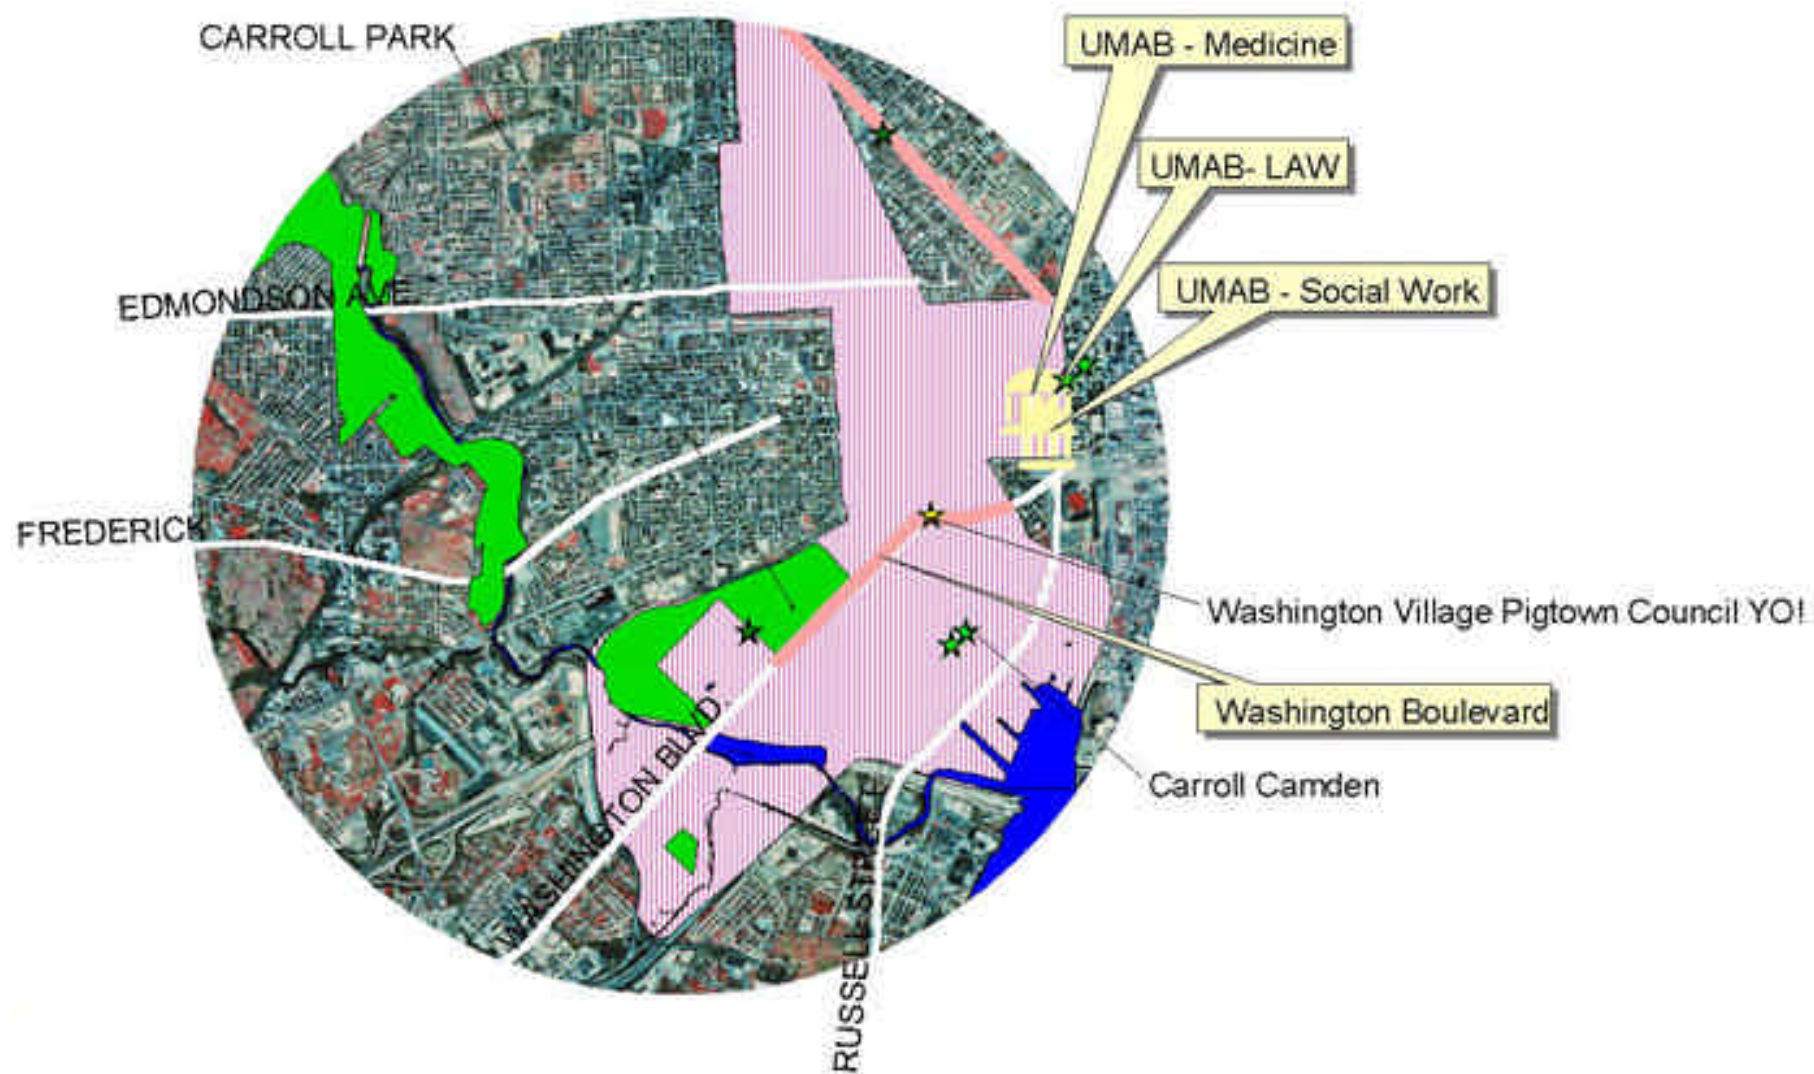 CARROLL PARK
UMAB - Medicine
UMAB- LAW
UMAB - Social Work
EDMONDSON AVE.
FREDERICK
Washington Village Pigtown Council YO!
Washington Boulevard
Carroll Camden
WASHINGTON BLVD.
RUSSELL STREET